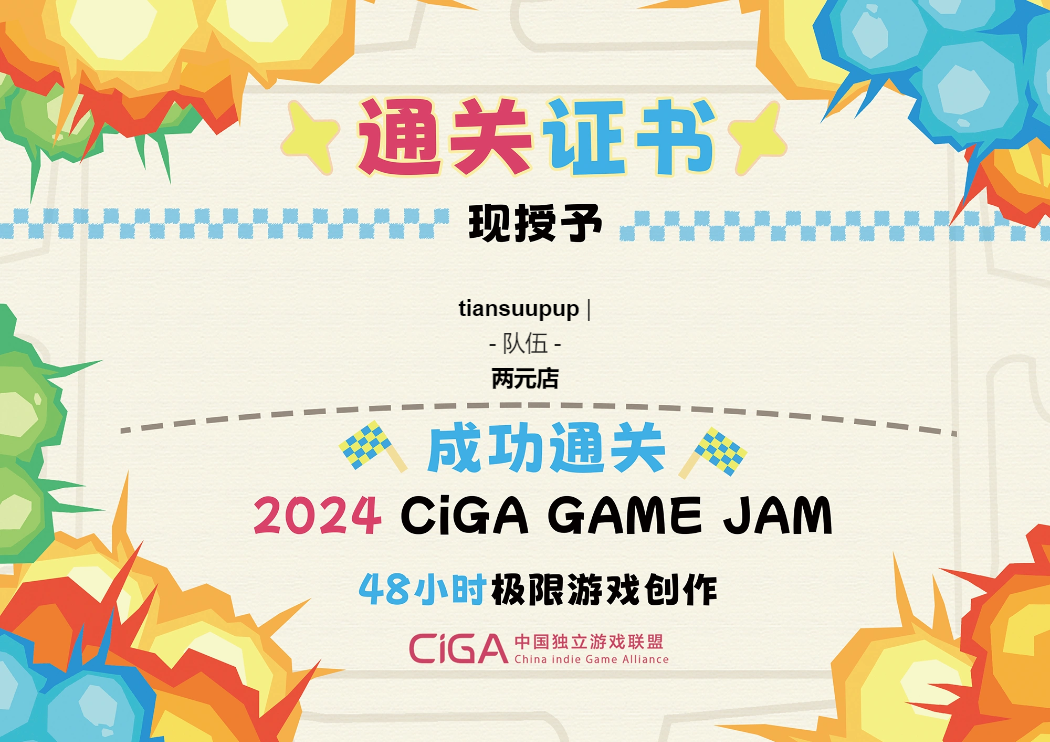 通关证书
现授予
tiansuupup |
- 队伍 -
两元店
成功通关
2024 CiGA GAME JAM
48小时极限游戏创作
CiGA 中国独立游戏联盟
China indie Game Alliance